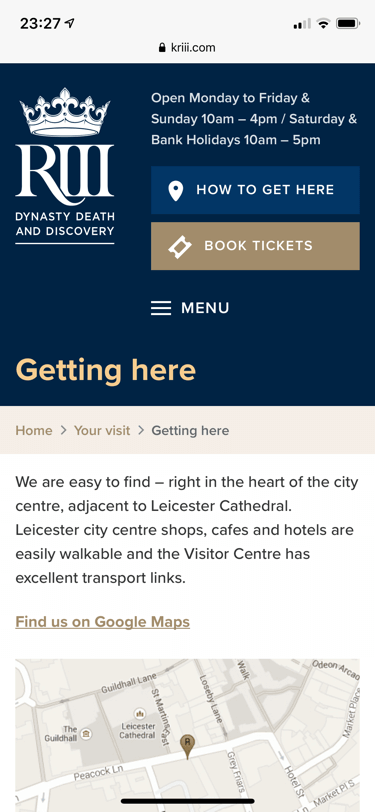 23:27
kriii.com
RIII
DYNASTY DEATH
AND DISCOVERY
Open Monday to Friday &
Sunday 10am – 4pm / Saturday &
Bank Holidays 10am – 5pm
HOW TO GET HERE
BOOK TICKETS
MENU
Getting here
Home > Your visit > Getting here
We are easy to find – right in the heart of the city
centre, adjacent to Leicester Cathedral.
Leicester city centre shops, cafes and hotels are
easily walkable and the Visitor Centre has
excellent transport links.
Find us on Google Maps
Guildhall Lane
St Martins East
Loseby Lane
Walk
Odeon Arcade
Market Place
The
Guildhall
Leicester
Cathedral
R
Peacock Ln
Grey Friars
Hotel St
Market Pl S